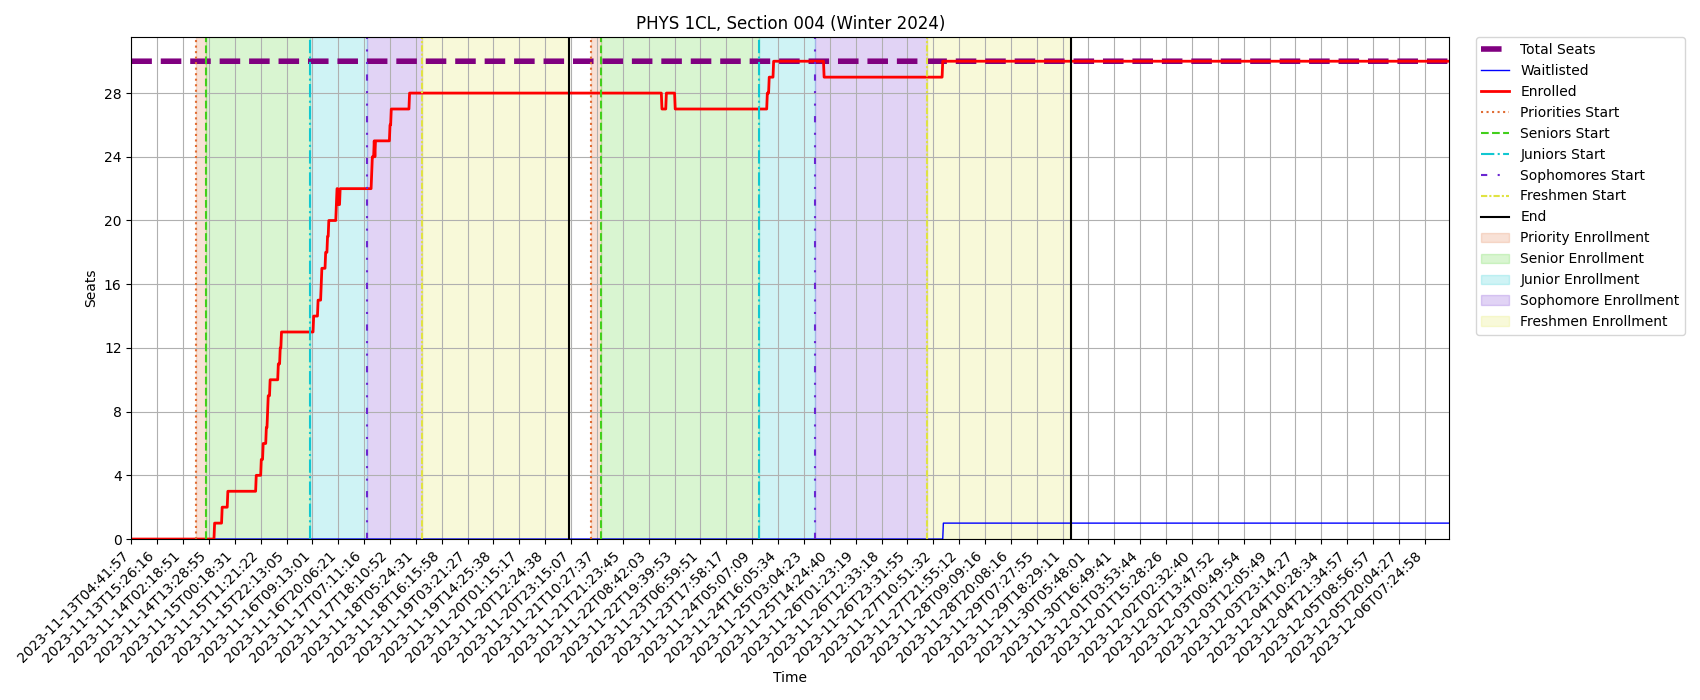 PHYS 1CL, Section 004 (Winter 2024)
Total Seats
Waitlisted
Enrolled
Priorities Start
Seniors Start
Juniors Start
Sophomores Start
Freshmen Start
End
Priority Enrollment
Senior Enrollment
Junior Enrollment
Sophomore Enrollment
Freshmen Enrollment
Seats
28
24
20
16
12
8
4
0
2023-11-13T04:41:57
2023-11-13T15:26:16
2023-11-14T02:18:51
2023-11-14T13:28:55
2023-11-15T00:18:31
2023-11-15T11:21:22
2023-11-15T22:13:05
2023-11-16T09:13:01
2023-11-16T20:06:21
2023-11-17T07:11:16
2023-11-17T18:10:52
2023-11-18T05:24:31
2023-11-18T16:15:58
2023-11-19T03:21:27
2023-11-19T14:25:38
2023-11-20T01:15:17
2023-11-20T12:24:38
2023-11-20T23:15:07
2023-11-21T10:27:37
2023-11-21T21:23:45
2023-11-22T08:42:03
2023-11-22T19:39:53
2023-11-23T06:59:51
2023-11-23T17:58:17
2023-11-24T05:07:09
2023-11-24T16:05:34
2023-11-25T03:04:23
2023-11-25T14:24:40
2023-11-26T01:23:19
2023-11-26T12:33:18
2023-11-26T23:31:55
2023-11-27T10:51:32
2023-11-27T21:55:12
2023-11-28T09:09:16
2023-11-28T20:08:16
2023-11-29T07:27:55
2023-11-29T18:29:11
2023-11-30T05:48:01
2023-11-30T16:49:41
2023-12-01T03:53:44
2023-12-01T15:28:26
2023-12-02T02:32:40
2023-12-02T13:47:52
2023-12-03T00:49:54
2023-12-03T12:05:49
2023-12-03T23:14:27
2023-12-04T10:28:34
2023-12-04T21:34:57
2023-12-05T08:56:57
2023-12-05T20:04:27
2023-12-06T07:24:58
Time